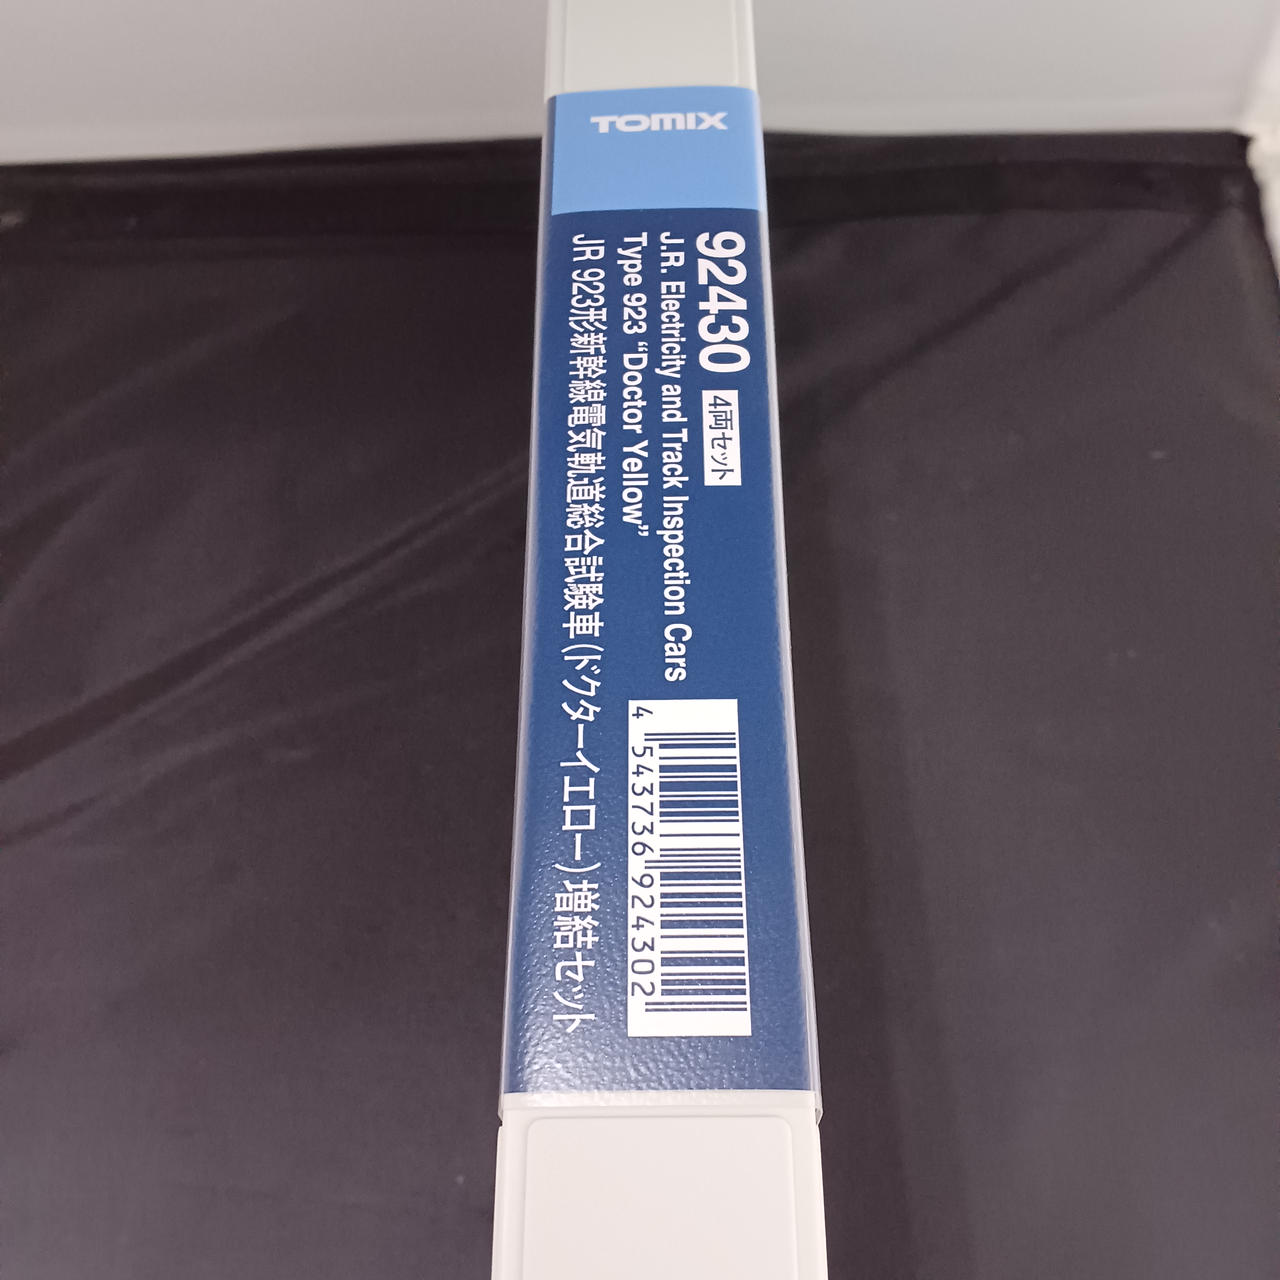 TOMIX
92430 4両セット
J.R. Electricity and Track Inspection Cars
Type 923 “Doctor Yellow”
JR 923形新幹線電気軌道総合試験車(ドクターイエロー)増結セット
4 543736 924302